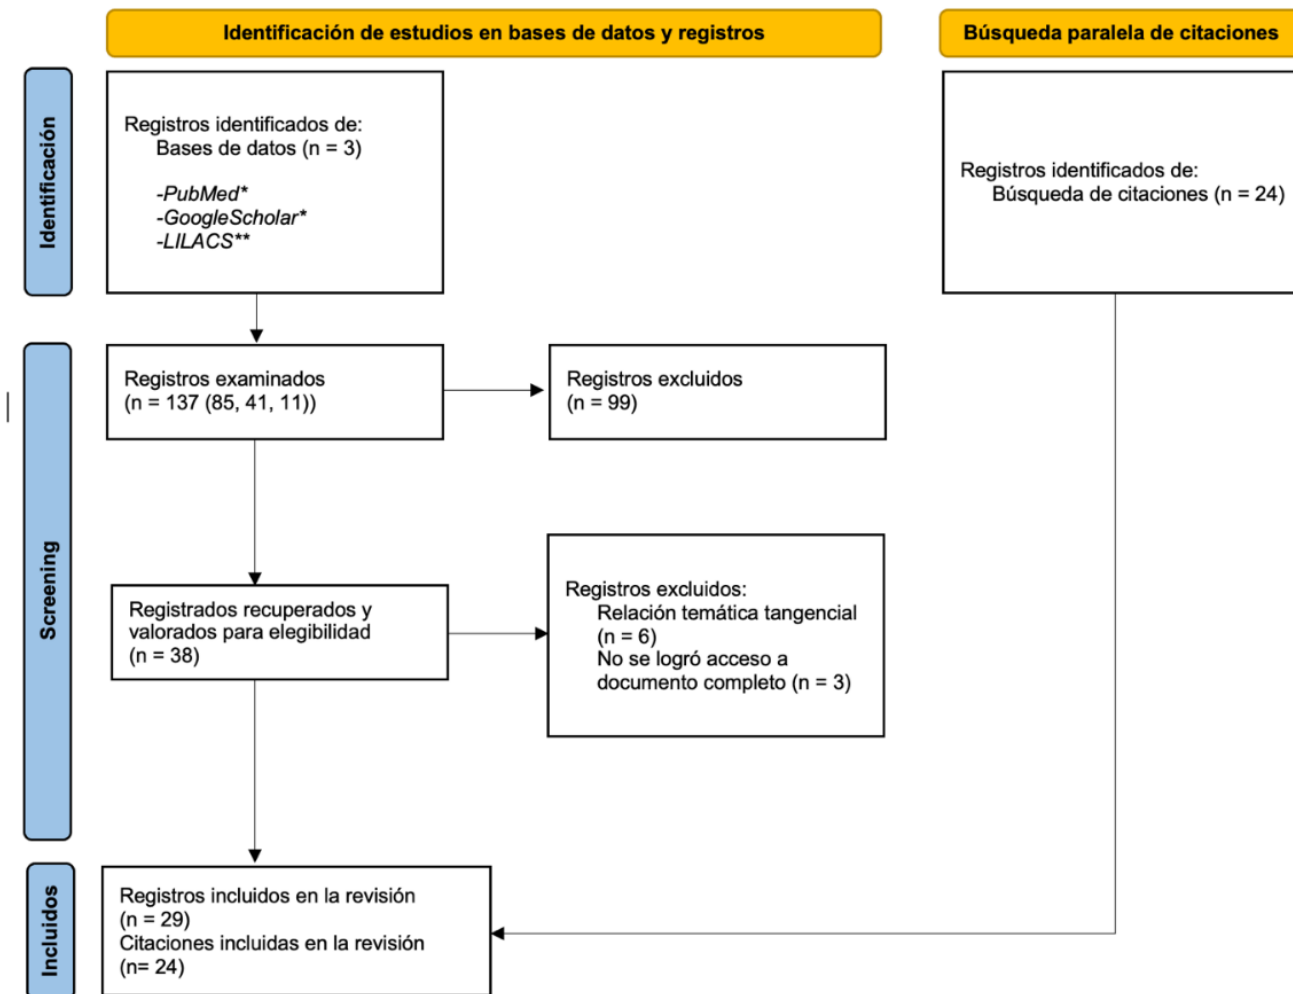 Identificación de estudios en bases de datos y registros
Búsqueda paralela de citaciones
Identificación
Registros identificados de:
Bases de datos (n = 3)
-PubMed*
-GoogleScholar*
-LILACS**
Registros identificados de:
Búsqueda de citaciones (n = 24)
Screening
Registros examinados
(n = 137 (85, 41, 11))
Registros excluidos
(n = 99)
Registrados recuperados y
valorados para elegibilidad
(n = 38)
Registros excluidos:
Relación temática tangencial
(n = 6)
No se logró acceso a
documento completo (n = 3)
Incluidos
Registros incluidos en la revisión
(n = 29)
Citaciones incluidas en la revisión
(n= 24)